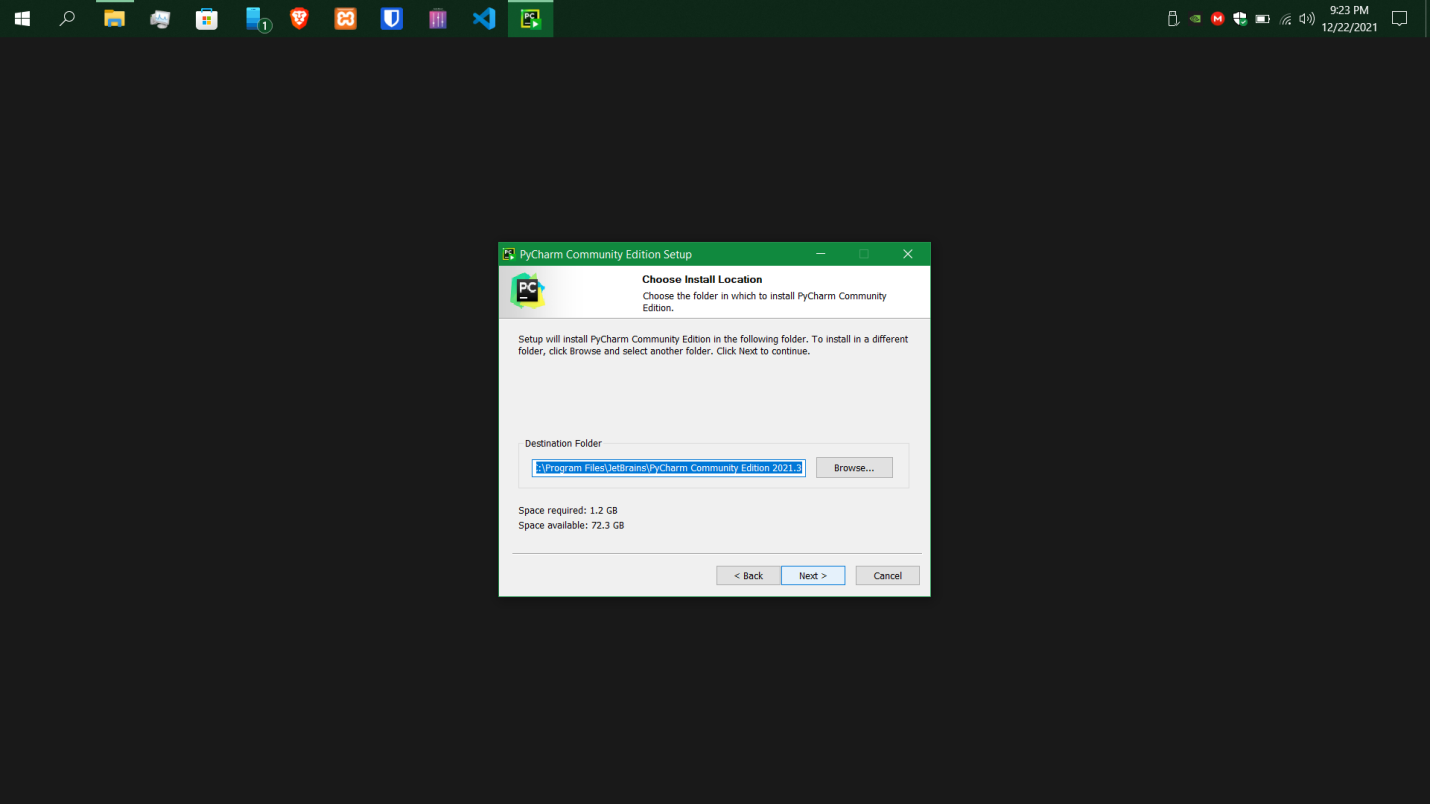 1
9:23 PM
12/22/2021
PC
PyCharm Community Edition Setup
PC
Choose Install Location
Choose the folder in which to install PyCharm Community
Edition.
Setup will install PyCharm Community Edition in the following folder. To install in a different
folder, click Browse and select another folder. Click Next to continue.
Destination Folder
:\Program Files\JetBrains\PyCharm Community Edition 2021.3
Browse...
Space required: 1.2 GB
Space available: 72.3 GB
< Back
Next >
Cancel